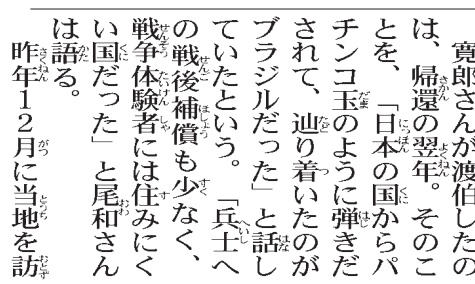 寛郎さんが渡伯したの
は、帰還の翌年。そのこ
とを、「日本の国からパ
チンコ玉のように弾きだ
されて、辿り着いたのが
ブラジルだった」と話し
ていたという。「兵士へ
の戦後補償も少なく、
戦争体験者には住みにく
い国だった」と尾和さん
は語る。
昨年12月に当地を訪